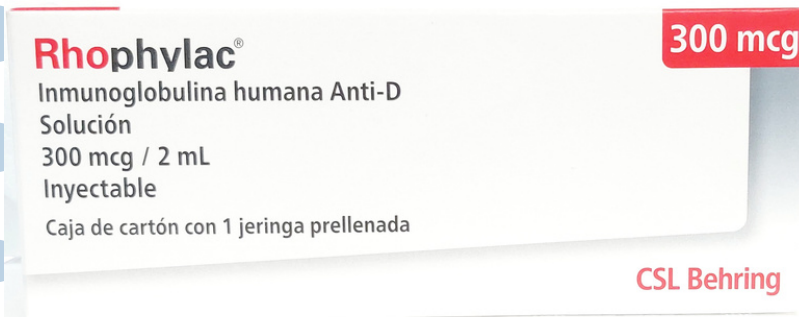 Rhophylac®
300 mcg
Inmunoglobulina humana Anti-D
Solución
300 mcg / 2 mL
Inyectable
Caja de cartón con 1 jeringa prellenada
CSL Behring